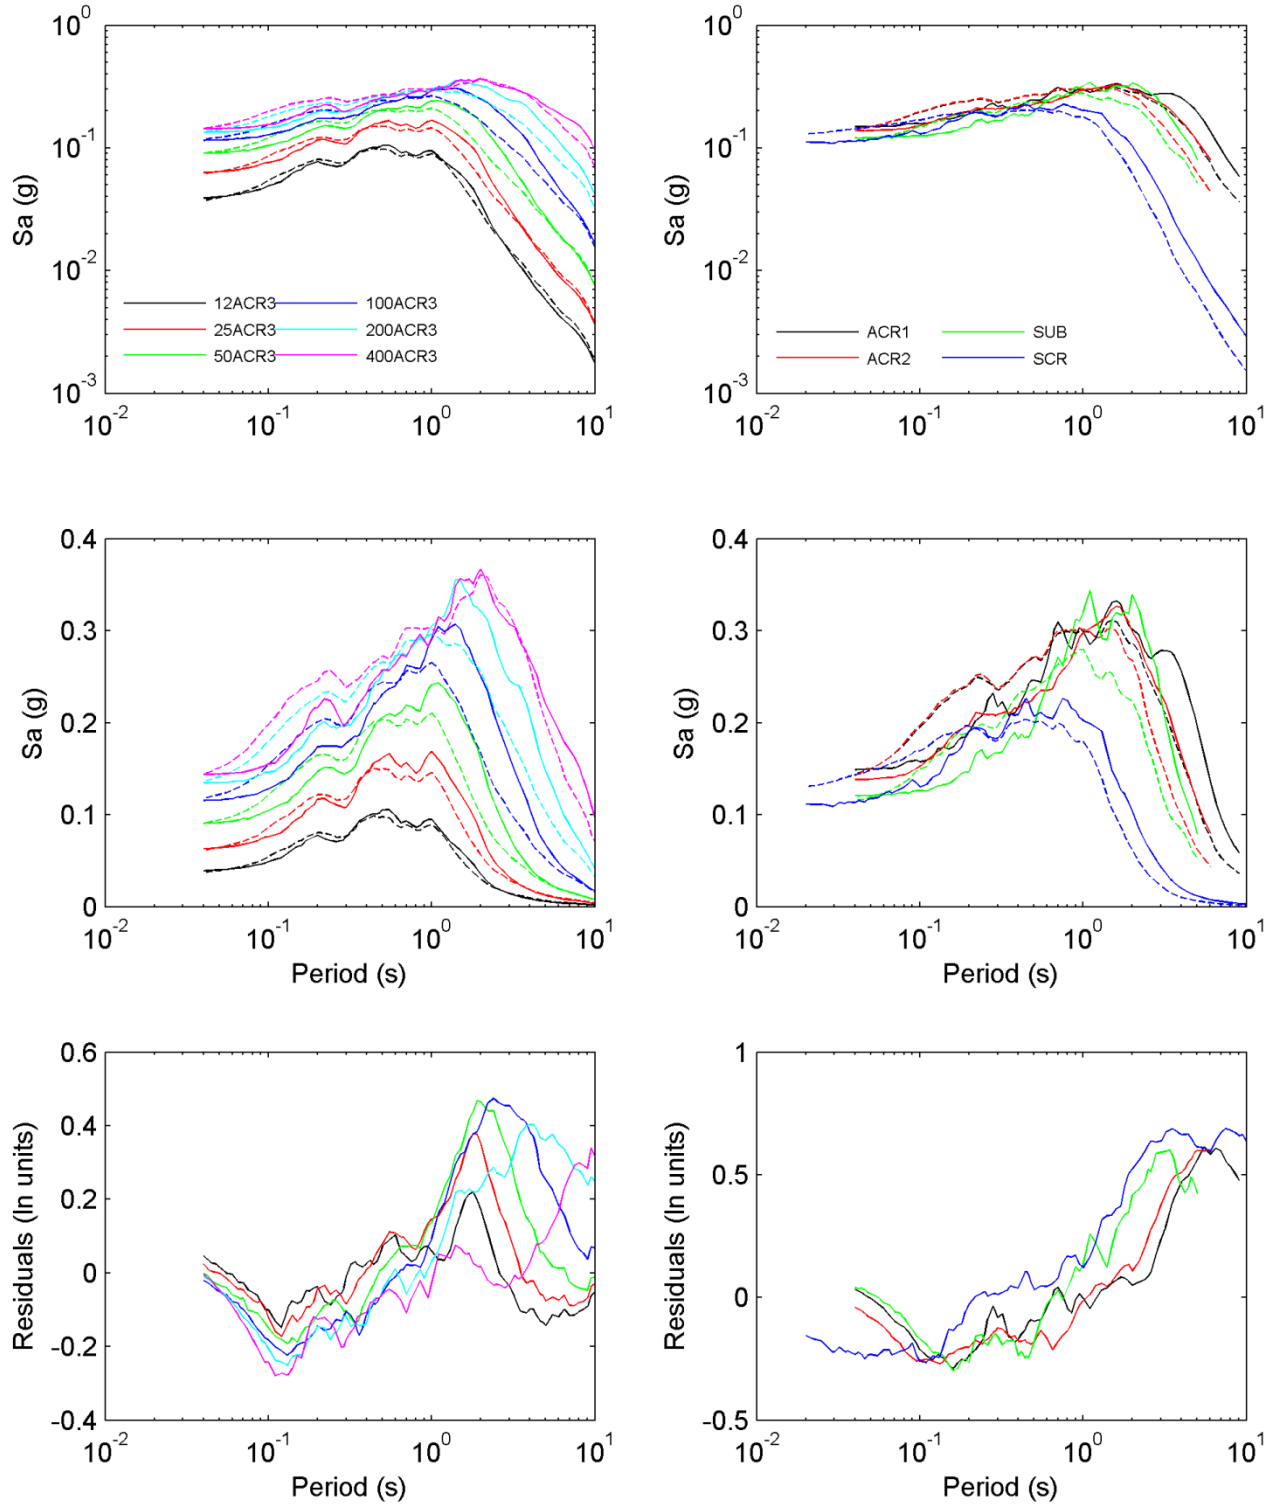 10^0
10^-1
10^-2
10^-3
Sa (g)
12ACR3
25ACR3
50ACR3
100ACR3
200ACR3
400ACR3
10^-2
10^-1
10^0
10^1
10^0
10^-1
10^-2
10^-3
Sa (g)
ACR1
ACR2
SUB
SCR
10^-2
10^-1
10^0
10^1
0.4
0.3
0.2
0.1
0
Sa (g)
10^-2
10^-1
10^0
10^1
Period (s)
0.4
0.3
0.2
0.1
0
Sa (g)
10^-2
10^-1
10^0
10^1
Period (s)
0.6
0.4
0.2
0
-0.2
-0.4
Residuals (ln units)
10^-2
10^-1
10^0
10^1
Period (s)
1
0.5
0
-0.5
Residuals (ln units)
10^-2
10^-1
10^0
10^1
Period (s)